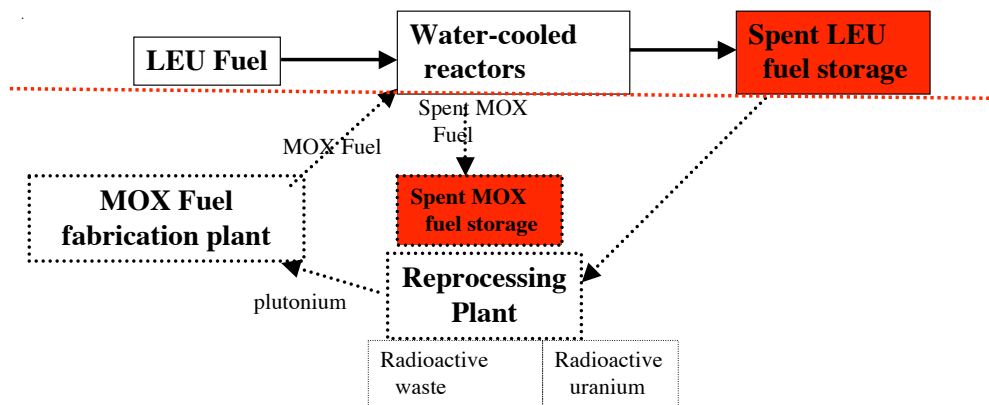 LEU Fuel
Water-cooled
reactors
Spent LEU
fuel storage
MOX Fuel
Spent MOX
Fuel
MOX Fuel
fabrication plant
Spent MOX
fuel storage
plutonium
Reprocessing
Plant
Radioactive
waste
Radioactive
uranium